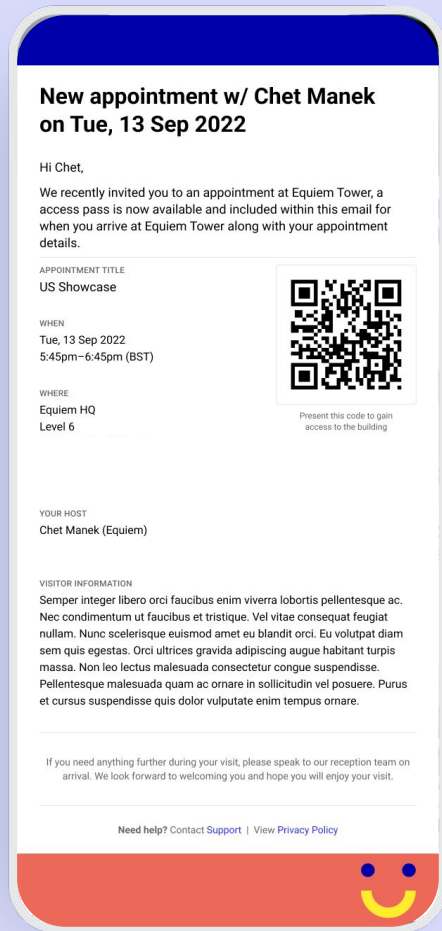 New appointment w/ Chet Manek
on Tue, 13 Sep 2022
Hi Chet,
We recently invited you to an appointment at Equiem Tower, a
access pass is now available and included within this email for
when you arrive at Equiem Tower along with your appointment
details.
APPOINTMENT TITLE
US Showcase
WHEN
Tue, 13 Sep 2022
5:45pm–6:45pm (BST)
WHERE
Equiem HQ
Level 6
Present this code to gain
access to the building
YOUR HOST
Chet Manek (Equiem)
VISITOR INFORMATION
Semper integer libero orci faucibus enim viverra lobortis pellentesque ac.
Nec condimentum ut faucibus et tristique. Vel vitae consequat feugiat
nullam. Nunc scelerisque euismod amet eu blandit orci. Eu volutpat diam
sem quis egestas. Orci ultrices gravida adipiscing augue habitant turpis
massa. Non leo lectus malesuada consectetur congue suspendisse.
Pellentesque malesuada quam ac ornare in sollicitudin vel posuere. Purus
et cursus suspendisse quis dolor vulputate enim tempus ornare.
If you need anything further during your visit, please speak to our reception team on
arrival. We look forward to welcoming you and hope you will enjoy your visit.
Need help? Contact Support | View Privacy Policy